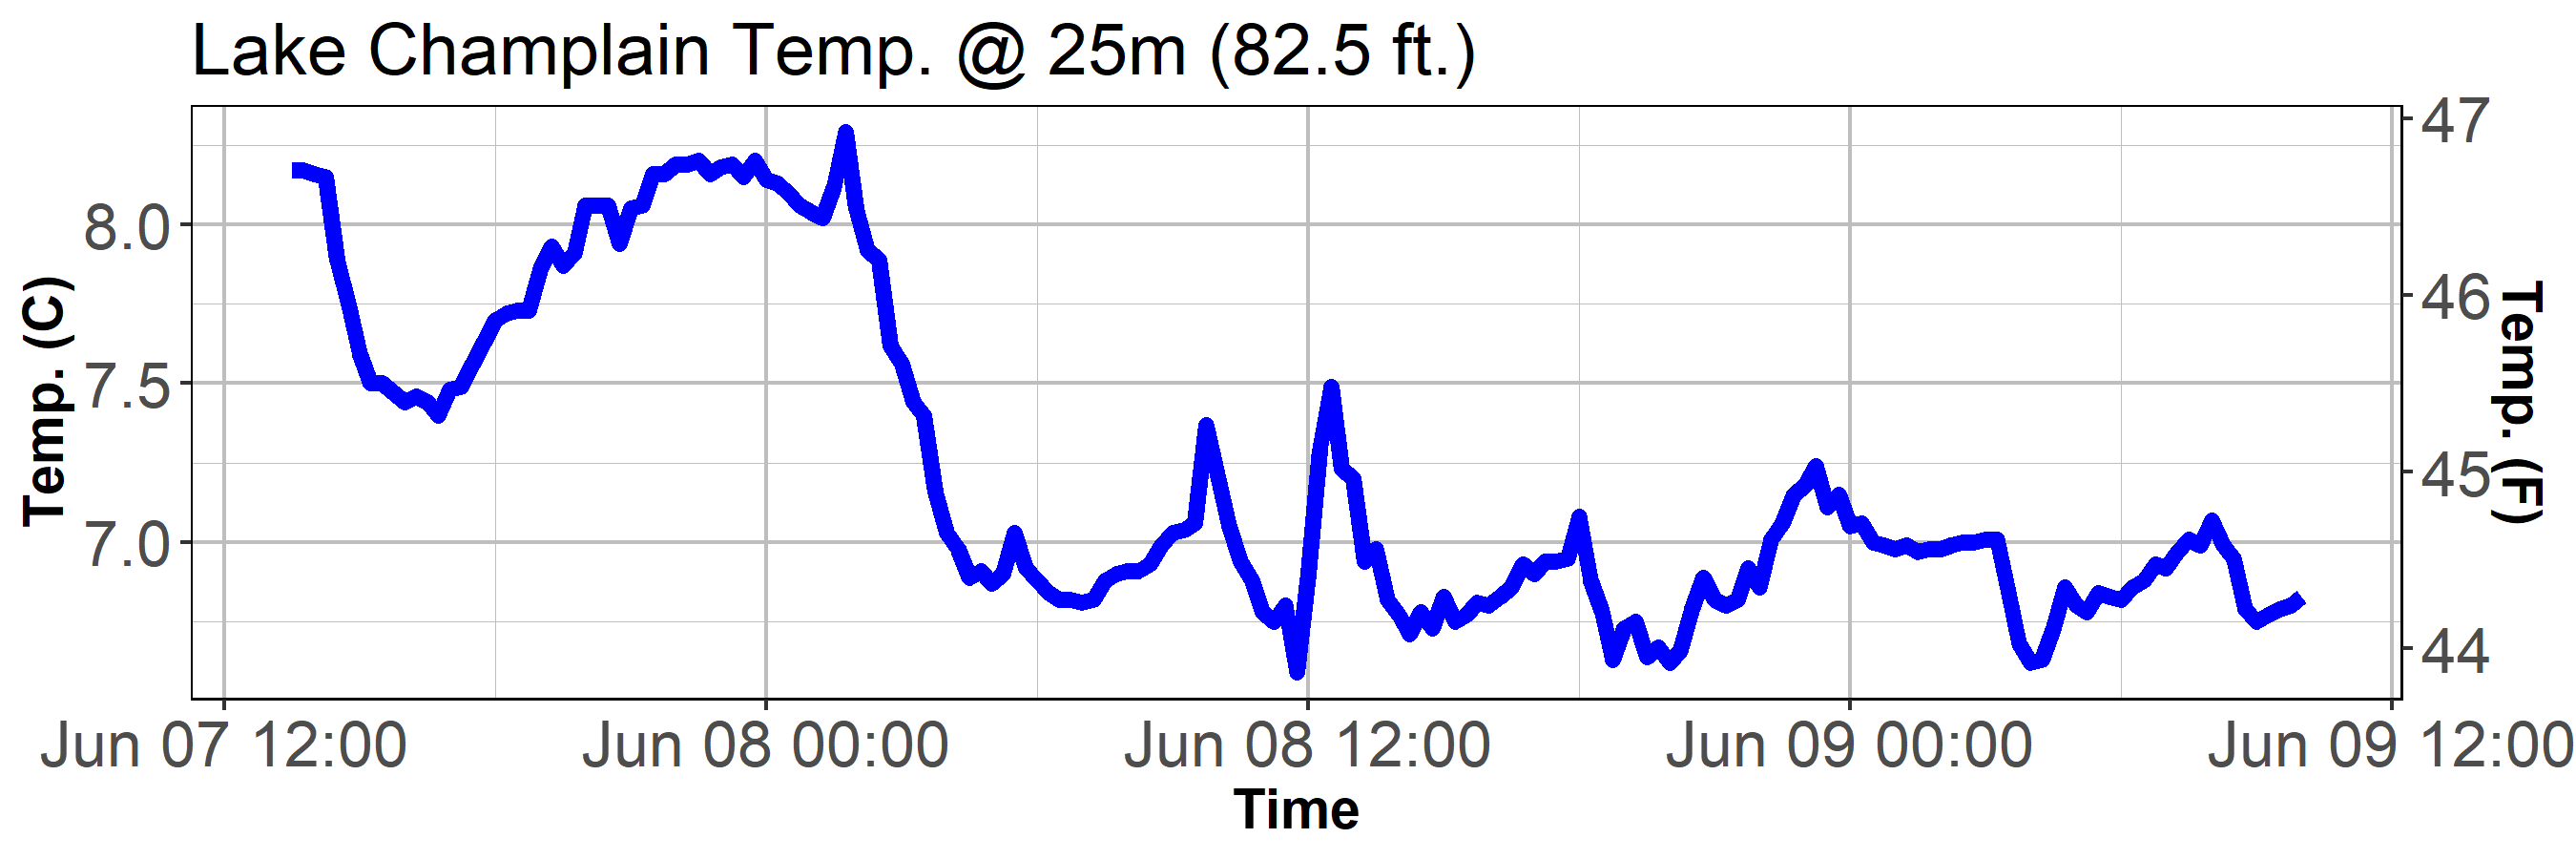 Lake Champlain Temp. @ 25m (82.5 ft.)
Temp. (C)
8.0
7.5
7.0
47
46
45
44
Temp. (F)
Jun 07 12:00 Jun 08 00:00 Jun 08 12:00 Jun 09 00:00 Jun 09 12:00
Time